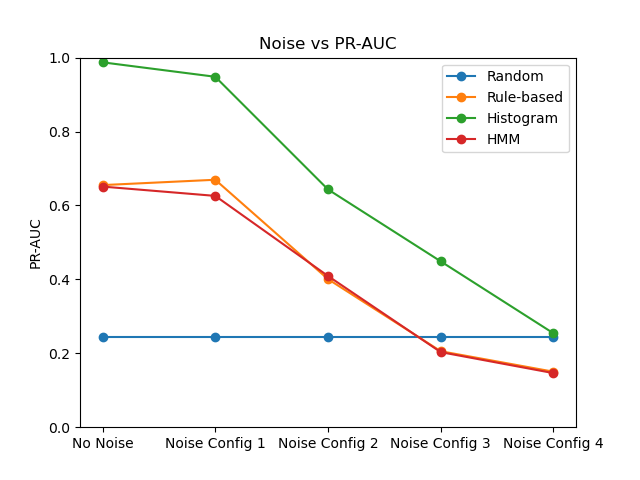 Noise vs PR-AUC
1.0
0.8
0.6
0.4
0.2
0.0
PR-AUC
Random
Rule-based
Histogram
HMM
No Noise
Noise Config 1
Noise Config 2
Noise Config 3
Noise Config 4